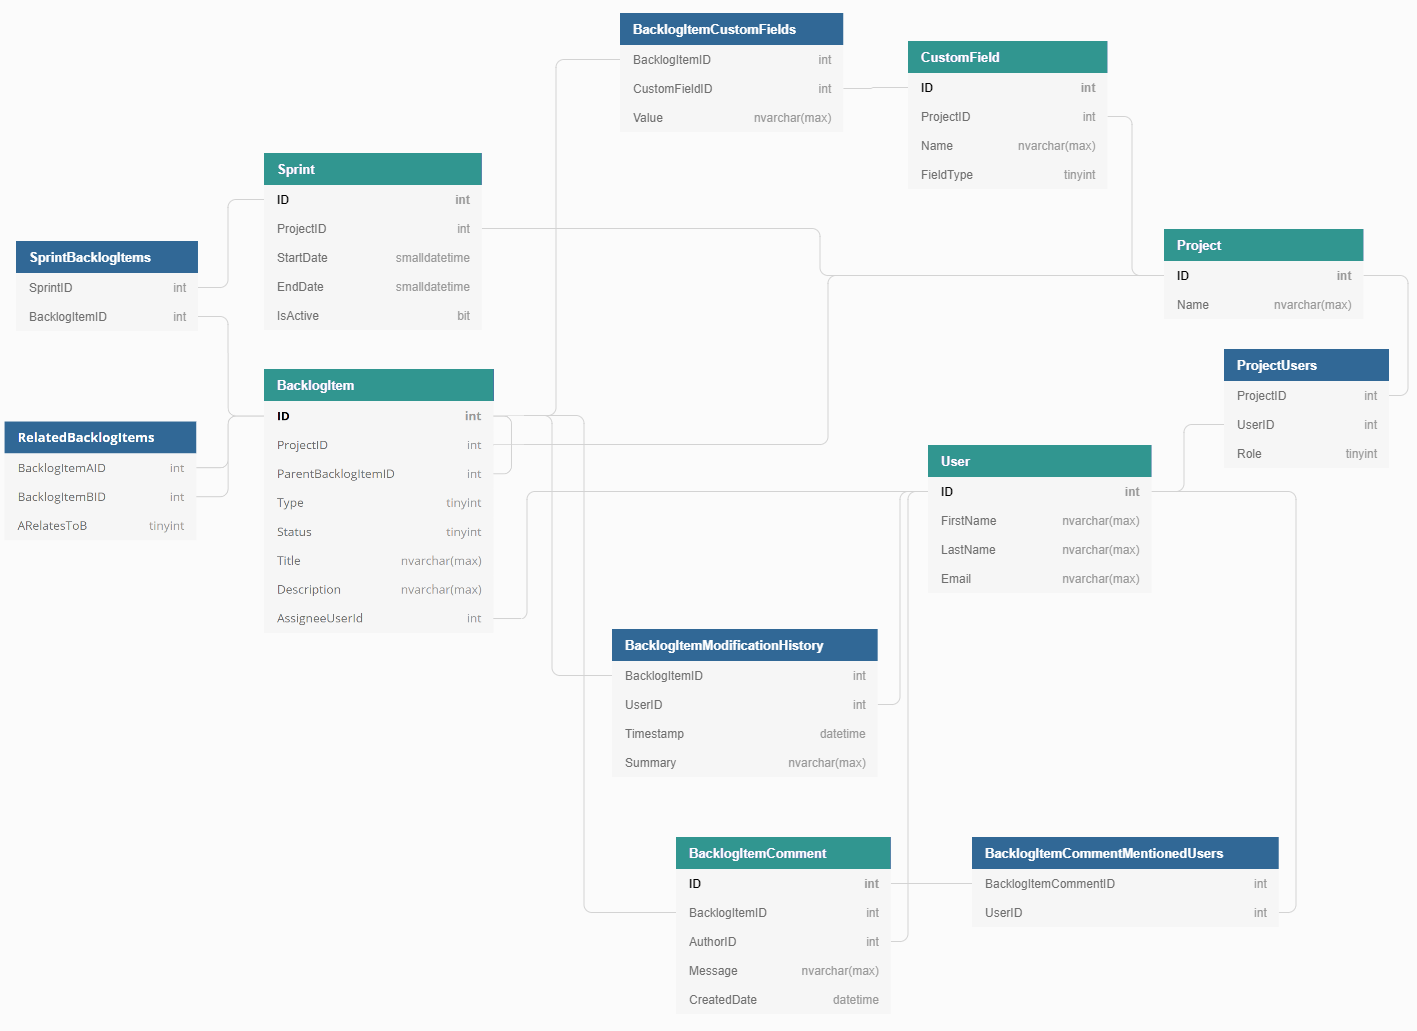 BacklogItemCustomFields
BacklogItemID int
CustomFieldID int
Value nvarchar(max)
CustomField
ID int
ProjectID int
Name nvarchar(max)
FieldType tinyint
Sprint
ID int
ProjectID int
StartDate smalldatetime
EndDate smalldatetime
IsActive bit
SprintBacklogItems
SprintID int
BacklogItemID int
Project
ID int
Name nvarchar(max)
ProjectUsers
ProjectID int
UserID int
Role tinyint
BacklogItem
ID int
ProjectID int
ParentBacklogItemID int
Type tinyint
Status tinyint
Title nvarchar(max)
Description nvarchar(max)
AssigneeUserId int
RelatedBacklogItems
BacklogItemAID int
BacklogItemBID int
ARelatesToB tinyint
User
ID int
FirstName nvarchar(max)
LastName nvarchar(max)
Email nvarchar(max)
BacklogItemModificationHistory
BacklogItemID int
UserID int
Timestamp datetime
Summary nvarchar(max)
BacklogItemComment
ID int
BacklogItemID int
AuthorID int
Message nvarchar(max)
CreatedDate datetime
BacklogItemCommentMentionedUsers
BacklogItemCommentID int
UserID int